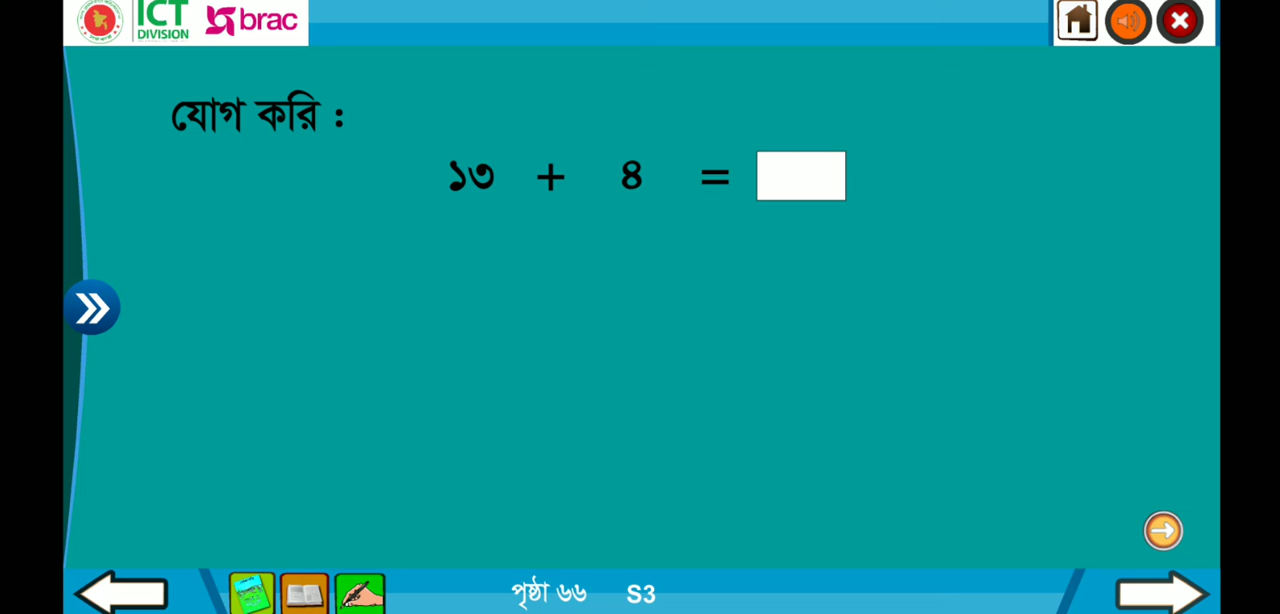 ICT
DIVISION
brac
যোগ করি :
১৩ + ৪ =
পৃষ্ঠা ৬৬ S3